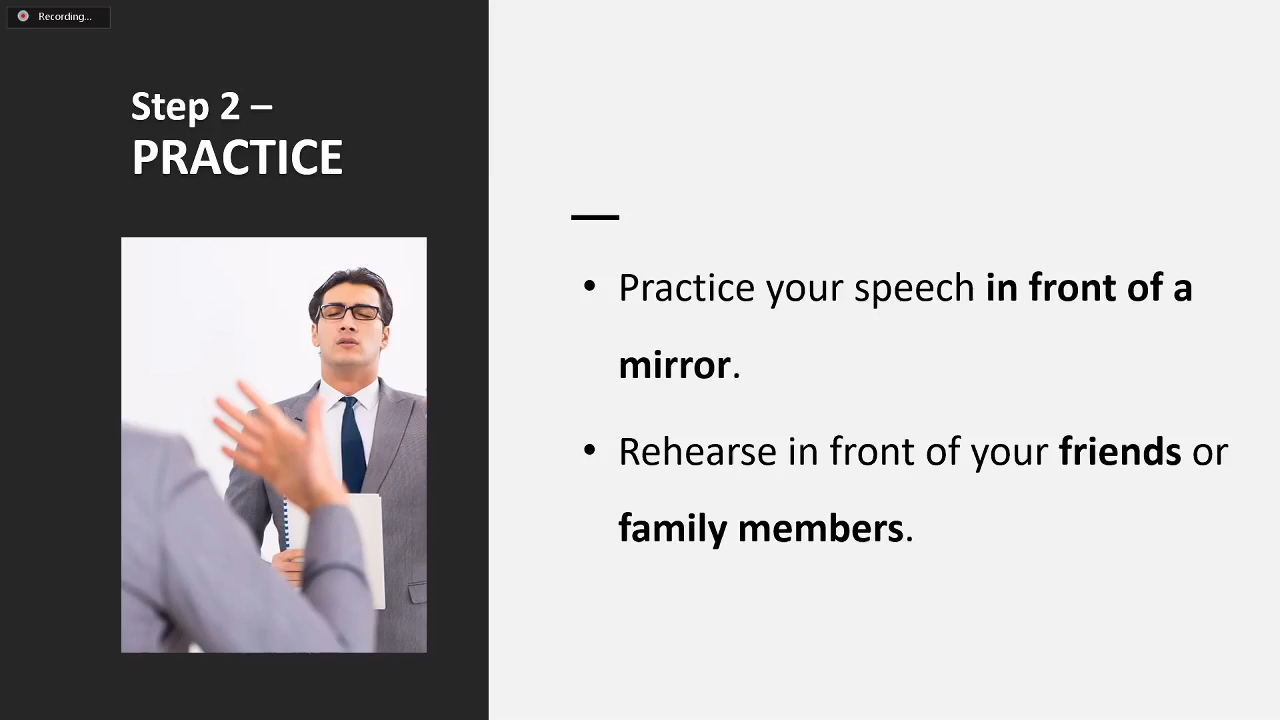 Recording...
Step 2 –
PRACTICE
• Practice your speech in front of a
mirror.
• Rehearse in front of your friends or
family members.